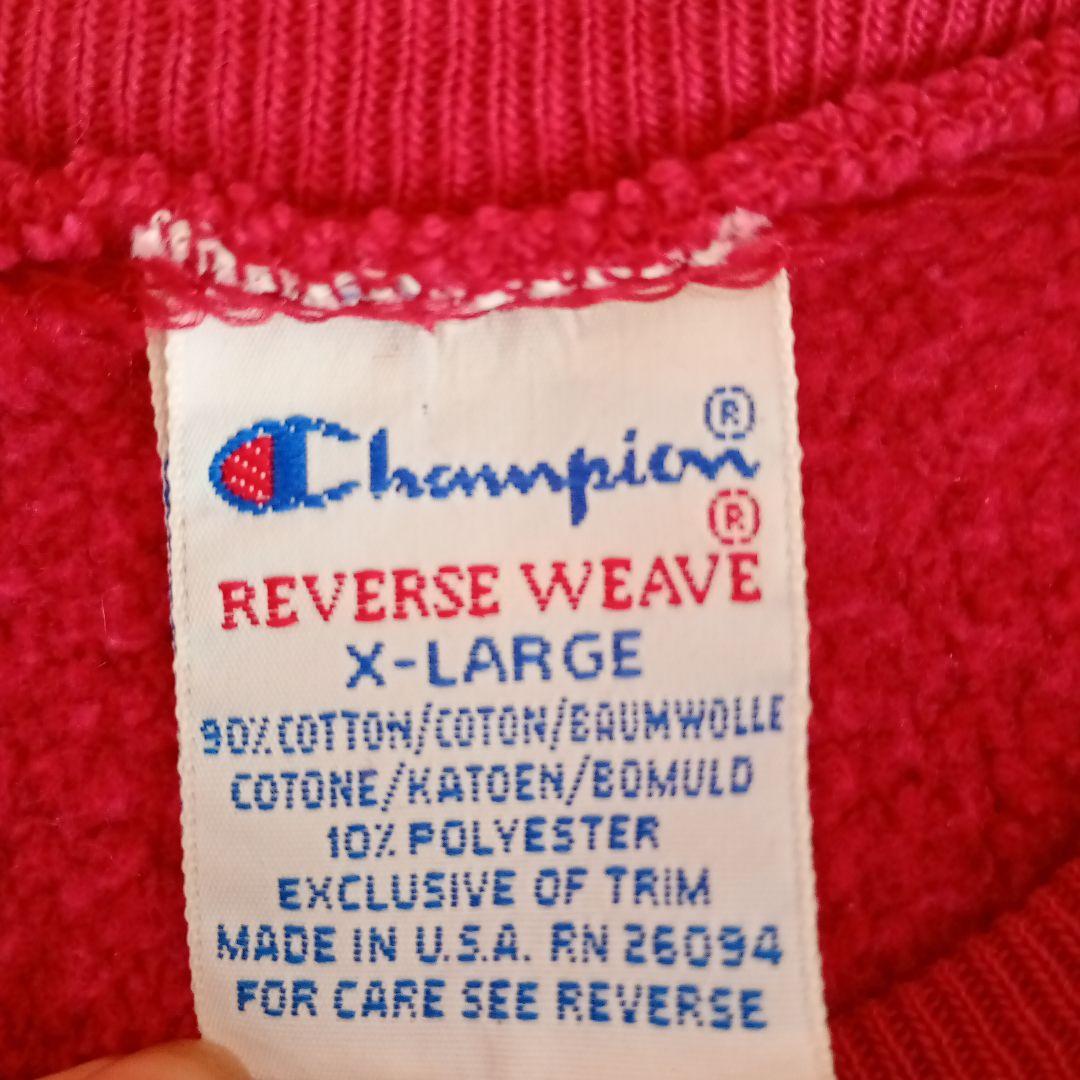 Champion®
®
REVERSE WEAVE
X-LARGE
90% COTTON/COTON/BAUMWOLLE
COTONE/KATOEN/BOMULD
10% POLYESTER
EXCLUSIVE OF TRIM
MADE IN U.S.A. RN 26094
FOR CARE SEE REVERSE